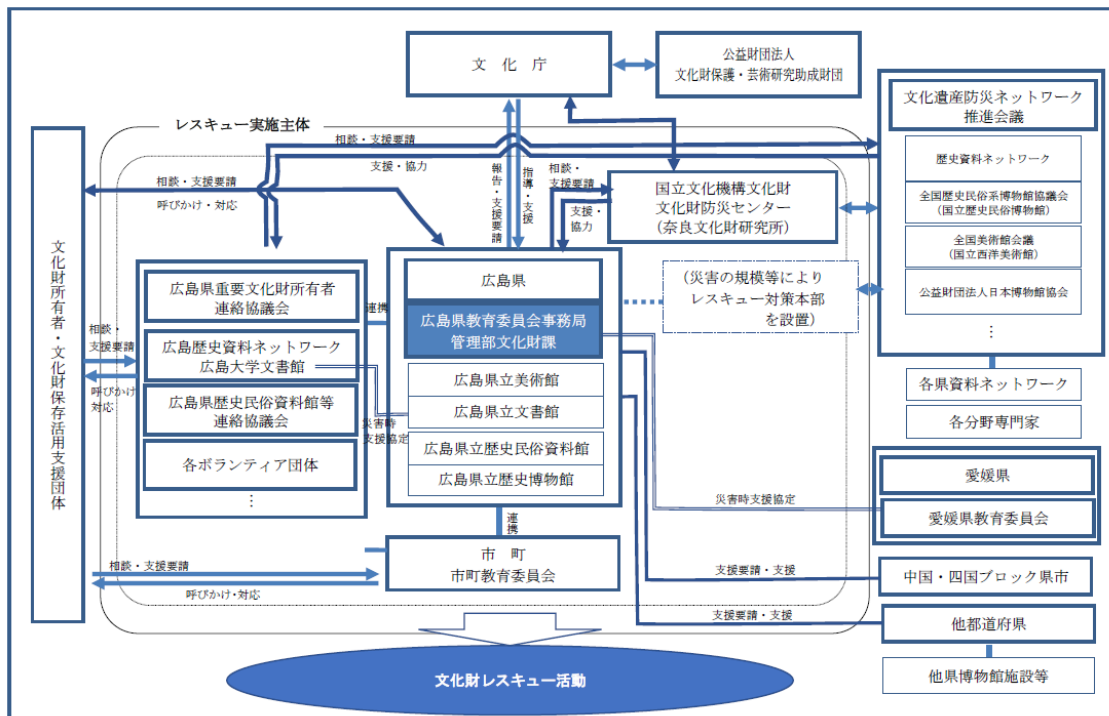 文 化 庁
公益財団法人
文化財保護・芸術研究助成財団
レスキュー実施主体
文化遺産防災ネットワーク
推進会議
歴史資料ネットワーク
全国歴史民俗系博物館協議会
(国立歴史民俗博物館)
全国美術館会議
(国立西洋美術館)
公益財団法人日本博物館協会
⋮
各県資料ネットワーク
各分野専門家
相談・支援要請
支援・協力
相談・支援要請
呼びかけ・対応
報告・支援要請
指導・支援
相談・
支援要請
支援・
協力
国立文化機構文化財
文化財防災センター
(奈良文化財研究所)
文化財所有者・文化財保存活用支援団体
相談・
支援要請
呼びかけ・
対応
広島県重要文化財所有者
連絡協議会
広島歴史資料ネットワーク
広島大学文書館
広島県歴史民俗資料館等
連絡協議会
各ボランティア団体
⋮
連携
災害時
支援協定
広島県
広島県教育委員会事務局
管理部文化財課
広島県立美術館
広島県立文書館
広島県立歴史民俗資料館
広島県立歴史博物館
(災害の規模等により
レスキュー対策本部
を設置)
連携
市 町
市町教育委員会
相談・支援要請
呼びかけ・対応
災害時支援協定
愛媛県
愛媛県教育委員会
支援要請・支援
中国・四国ブロック県市
支援要請・支援
他都道府県
他県博物館施設等
文化財レスキュー活動